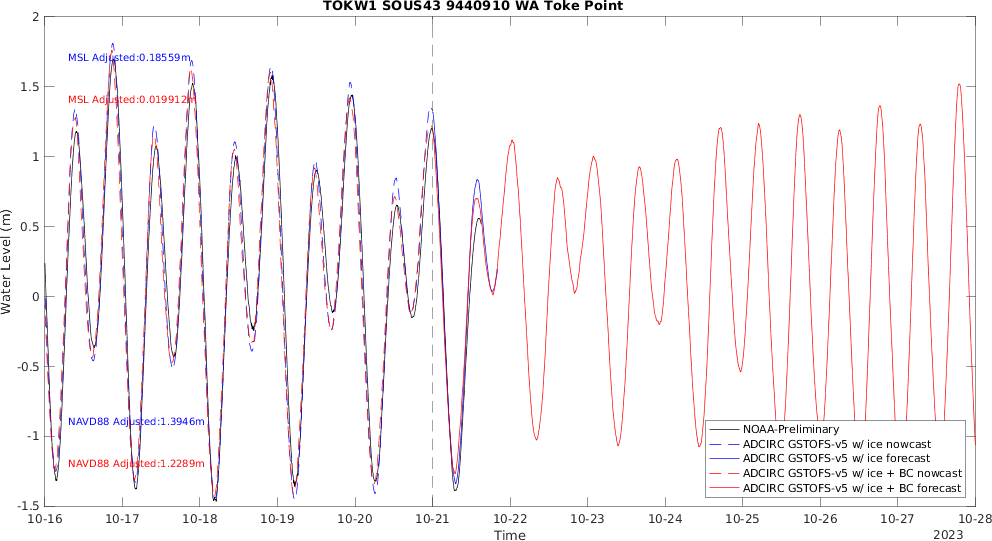 TOKW1 SOUS43 9440910 WA Toke Point
Water Level (m)
2
1.5
1
0.5
0
-0.5
-1
-1.5
MSL Adjusted:0.18559m
MSL Adjusted:0.019912m
NAVD88 Adjusted:1.3946m
NAVD88 Adjusted:1.2289m
NOAA-Preliminary
ADCIRC GSTOFS-v5 w/ ice nowcast
ADCIRC GSTOFS-v5 w/ ice forecast
ADCIRC GSTOFS-v5 w/ ice + BC nowcast
ADCIRC GSTOFS-v5 w/ ice + BC forecast
10-16 10-17 10-18 10-19 10-20 10-21 10-22 10-23 10-24 10-25 10-26 10-27 10-28
Time
2023